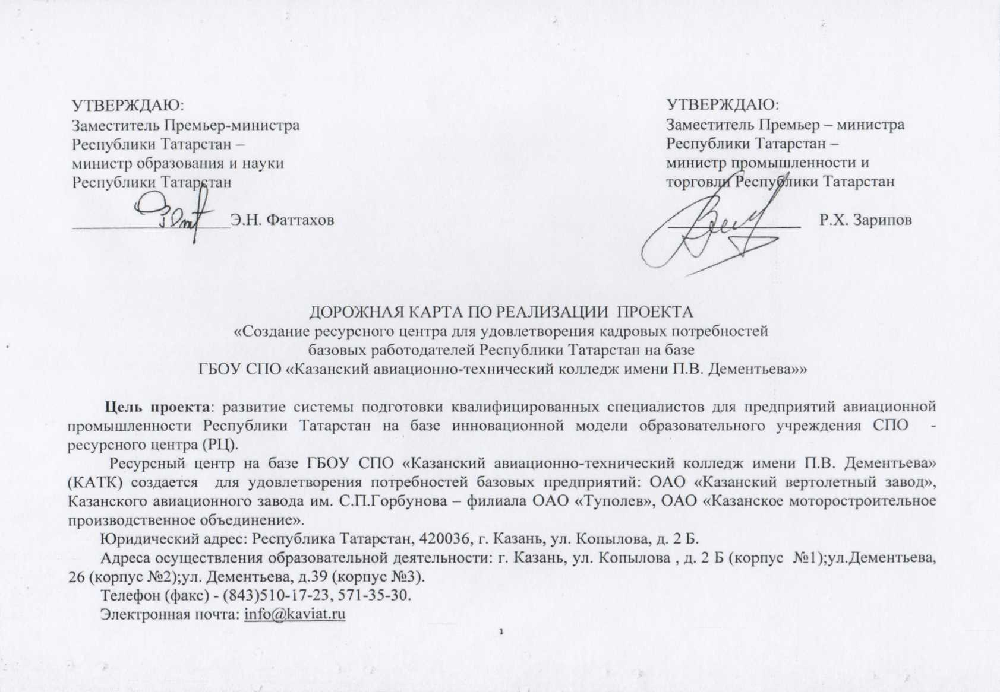 УТВЕРЖДАЮ:
Заместитель Премьер-министра
Республики Татарстан –
министр образования и науки
Республики Татарстан
Э.Н. Фаттахов
УТВЕРЖДАЮ:
Заместитель Премьер – министра
Республики Татарстан –
министр промышленности и
торговли Республики Татарстан
Р.Х. Зарипов
ДОРОЖНАЯ КАРТА ПО РЕАЛИЗАЦИИ ПРОЕКТА
«Создание ресурсного центра для удовлетворения кадровых потребностей
базовых работодателей Республики Татарстан на базе
ГБОУ СПО «Казанский авиационно-технический колледж имени П.В. Дементьева»»
Цель проекта: развитие системы подготовки квалифицированных специалистов для предприятий авиационной
промышленности Республики Татарстан на базе инновационной модели образовательного учреждения СПО -
ресурсного центра (РЦ).
Ресурсный центр на базе ГБОУ СПО «Казанский авиационно-технический колледж имени П.В. Дементьева»
(КАТК) создается для удовлетворения потребностей базовых предприятий: ОАО «Казанский вертолетный завод»,
Казанского авиационного завода им. С.П.Горбунова – филиала ОАО «Туполев», ОАО «Казанское моторостроительное
производственное объединение».
Юридический адрес: Республика Татарстан, 420036, г. Казань, ул. Копылова, д. 2 Б.
Адреса осуществления образовательной деятельности: г. Казань, ул. Копылова , д. 2 Б (корпус №1);ул.Дементьева,
26 (корпус №2);ул. Дементьева, д.39 (корпус №3).
Телефон (факс) - (843)510-17-23, 571-35-30.
Электронная почта: info@kaviat.ru
1